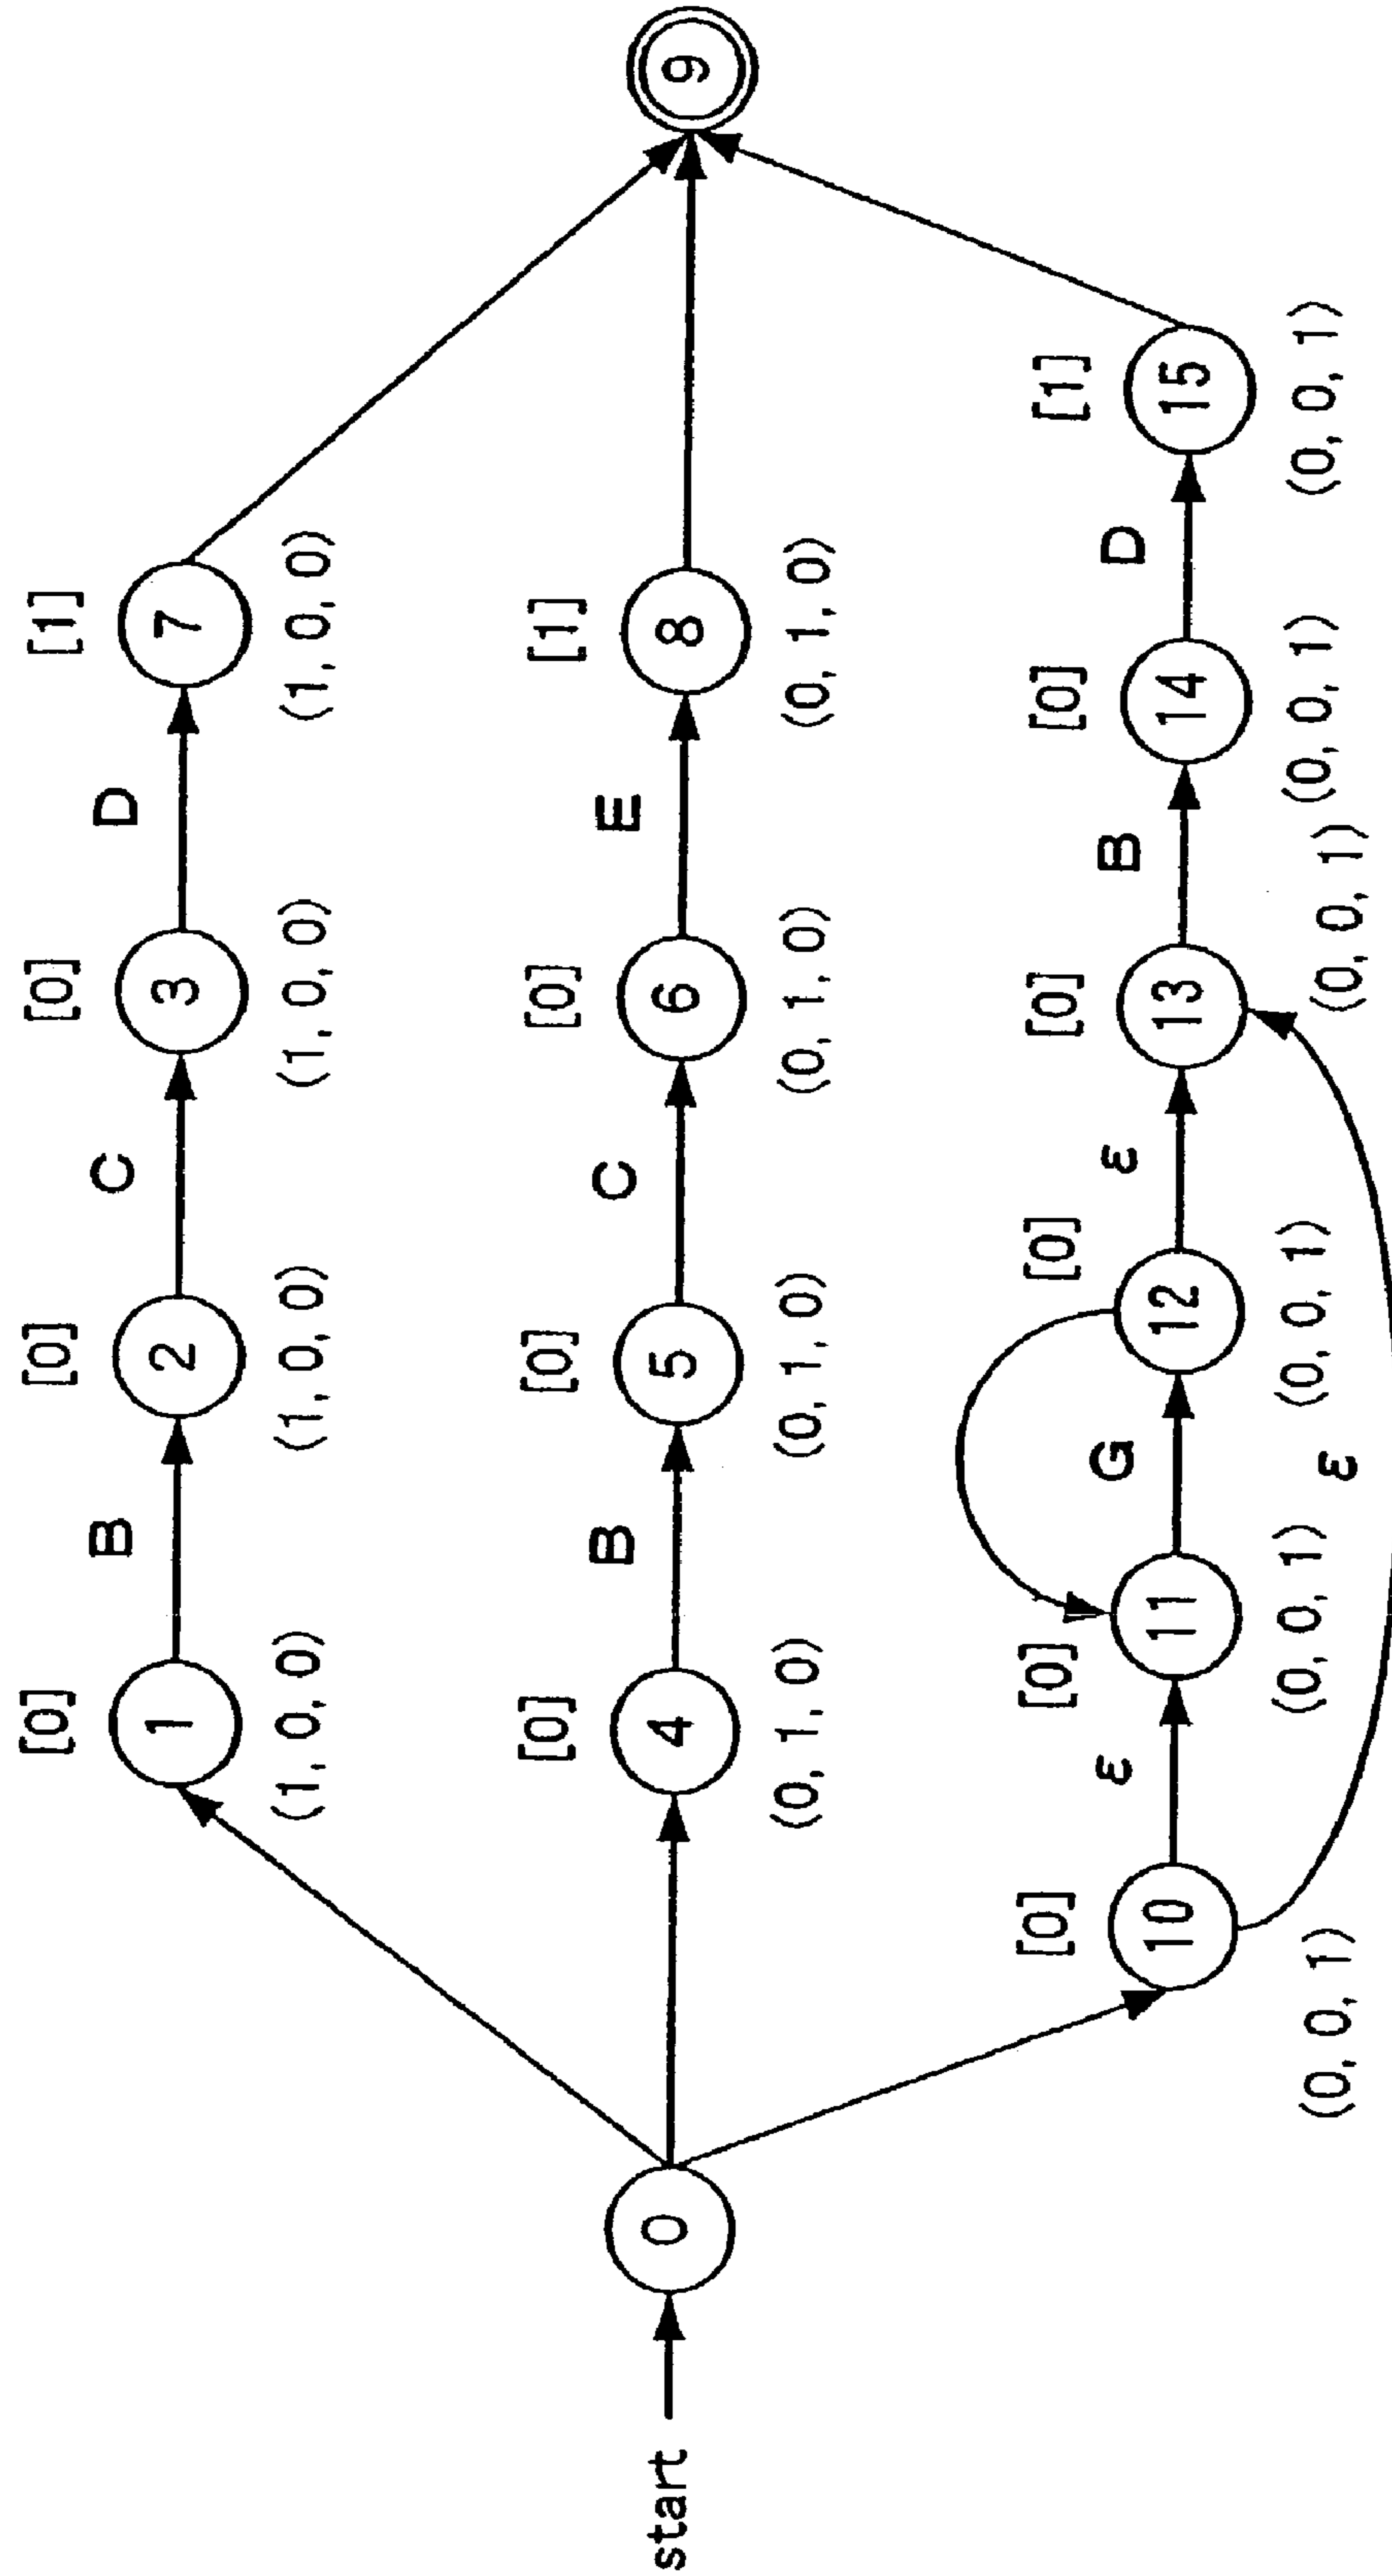 [0] [0] [0] [1]
B C D
1 2 3 7
(1, 0, 0) (1, 0, 0) (1, 0, 0) (1, 0, 0)
[0] [0] [0] [1]
B C E
start 0 4 5 6 8 9
(0, 1, 0) (0, 1, 0) (0, 1, 0) (0, 1, 0)
[0] [0] [0] [0] [0] [1]
ε G ε B D
10 11 12 13 14 15
(0, 0, 1) (0, 0, 1) (0, 0, 1) (0, 0, 1) (0, 0, 1) (0, 0, 1)
ε